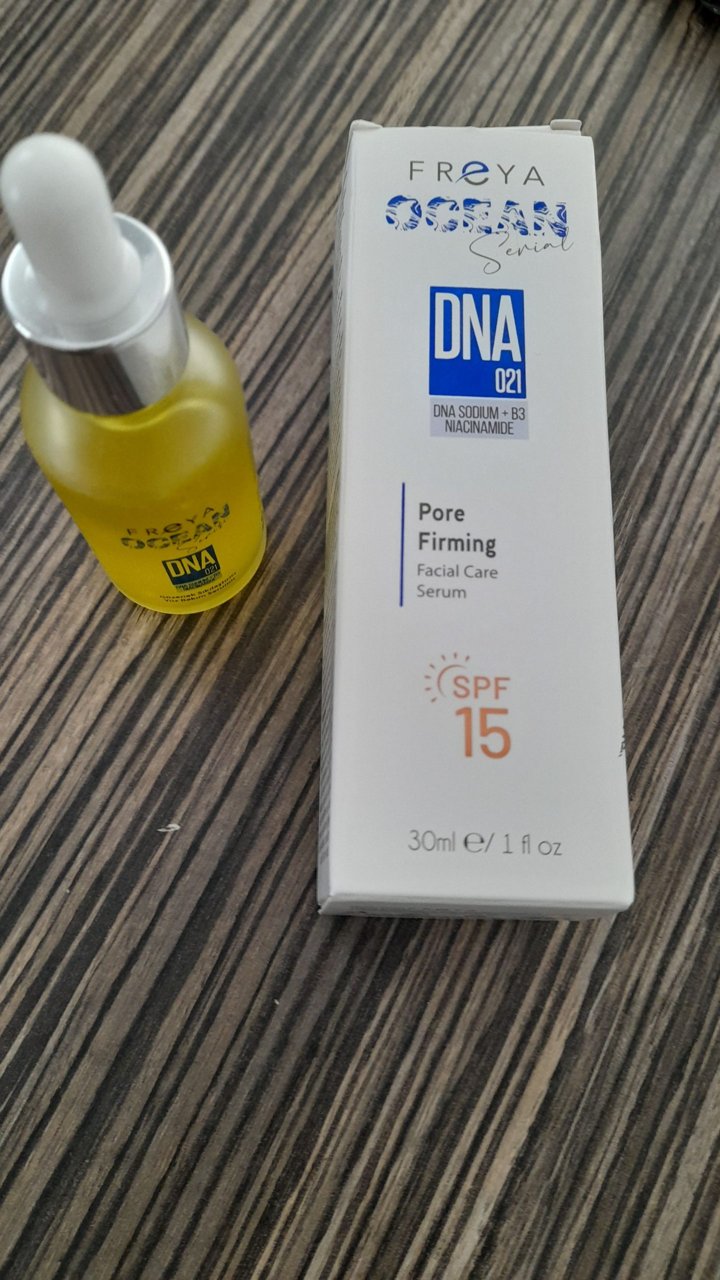 FREYA
OCEAN
Serial
DNA
021
DNA SODIUM + B3
NIACINAMIDE
Pore
Firming
Facial Care
Serum
SPF
15
30ml e/ 1 fl oz
FREYA
OCEAN
DNA
021